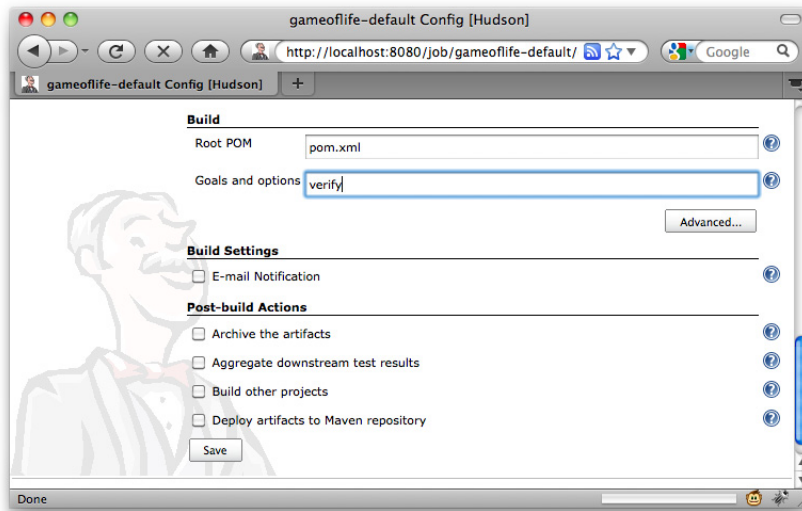 gameoflife-default Config [Hudson]
http://localhost:8080/job/gameoflife-default/
Google
gameoflife-default Config [Hudson]
Build
Root POM
pom.xml
Goals and options
verify
Advanced...
Build Settings
E-mail Notification
Post-build Actions
Archive the artifacts
Aggregate downstream test results
Build other projects
Deploy artifacts to Maven repository
Save
Done